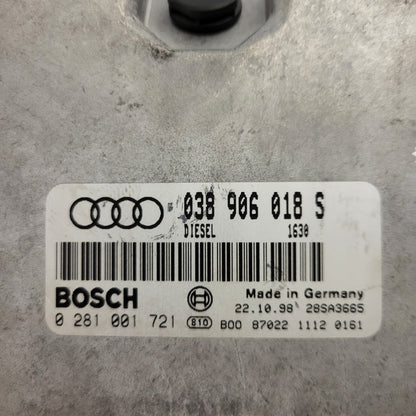 038 906 018 S
DIESEL 1630
BOSCH Made in Germany
22.10.98 28SA3665
0 281 001 721 810 B00 87022 1112 0161